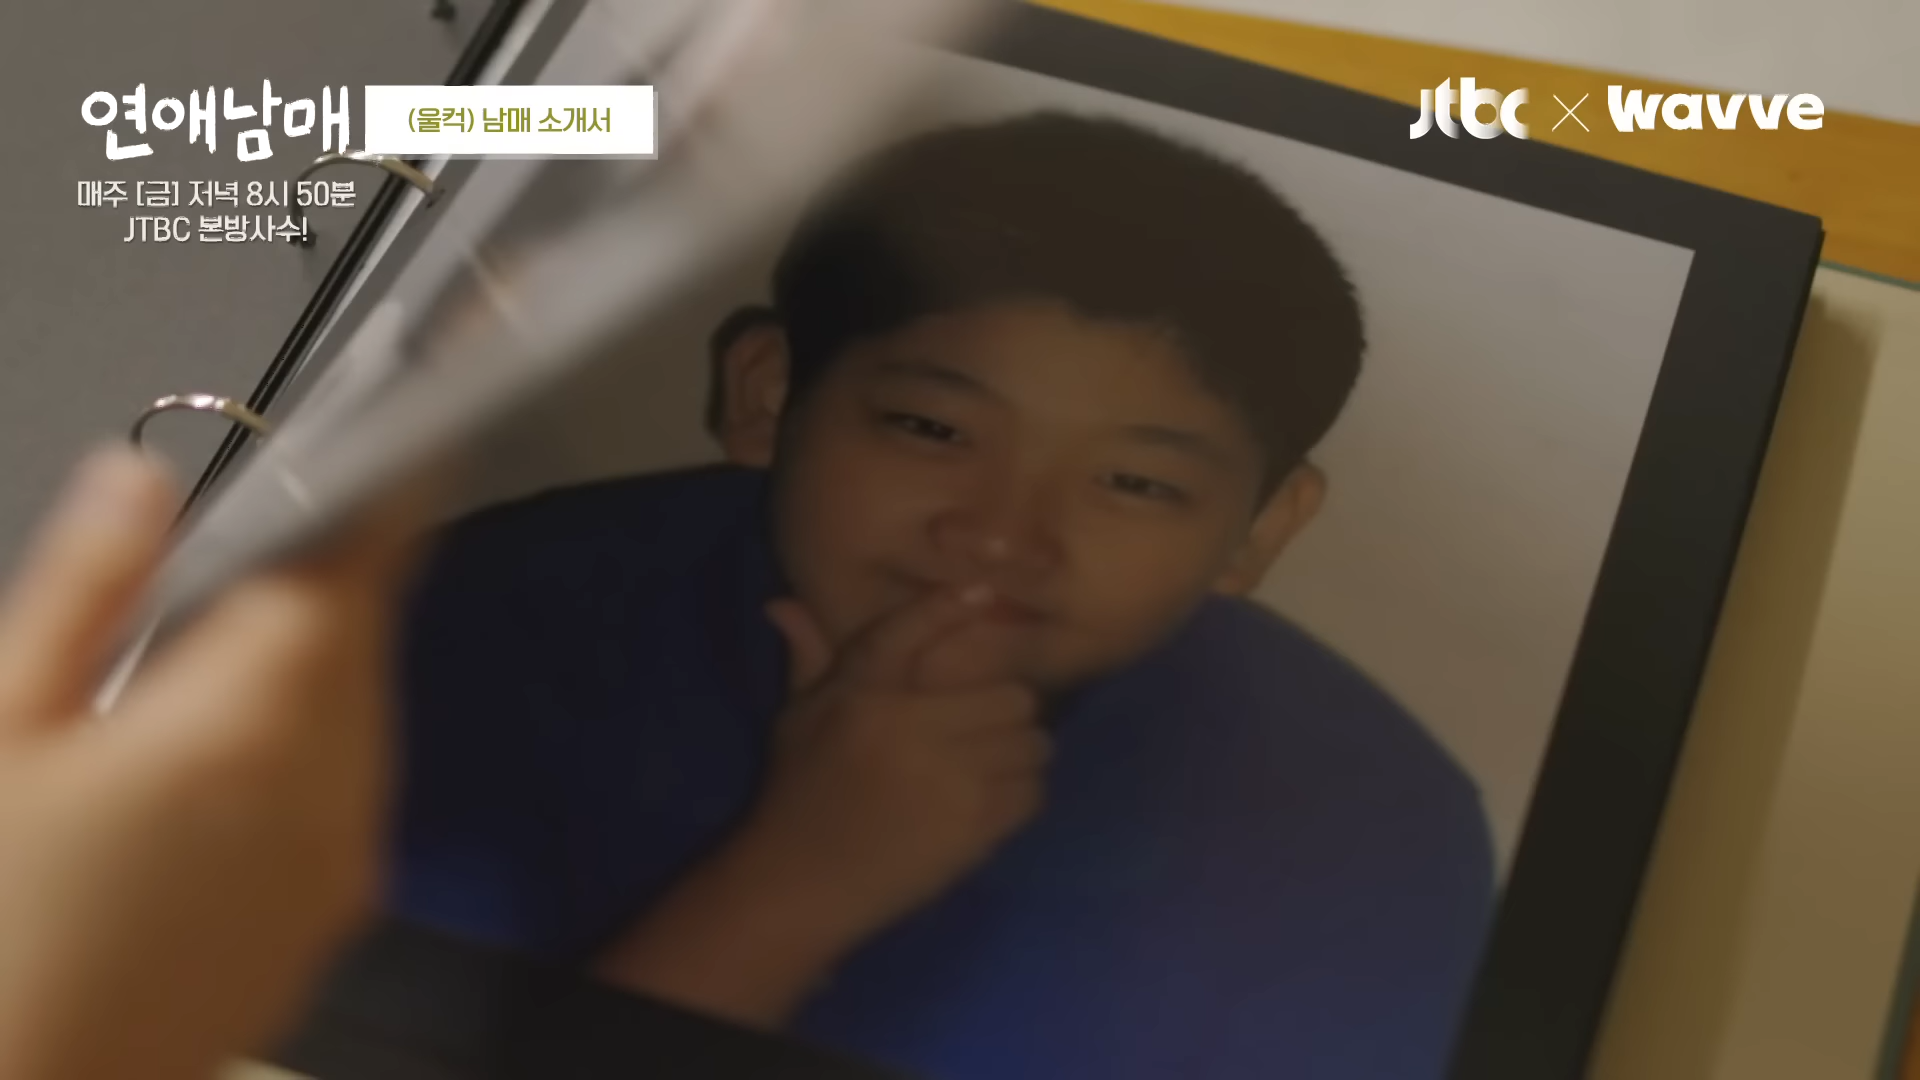 연애남매
(울컥) 남매 소개서
매주 [금] 저녁 8시 50분
JTBC 본방사수!
jtbc × wavve